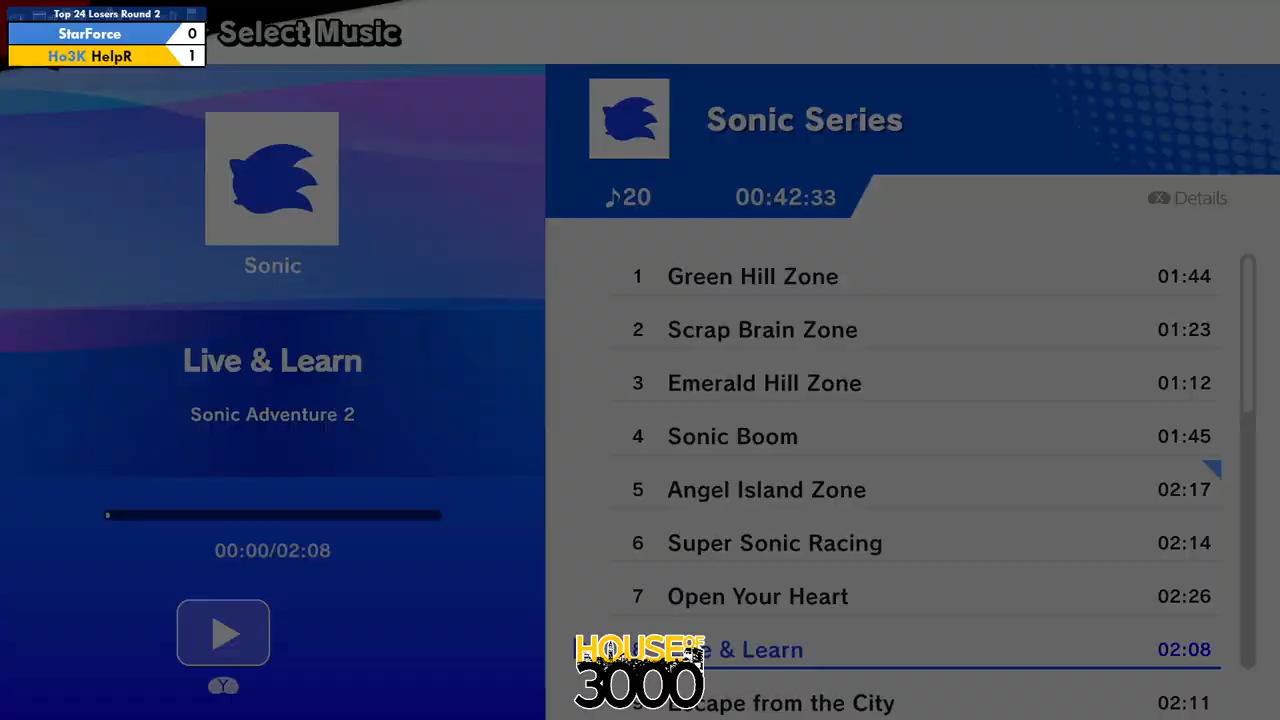 Top 24 Losers Round 2
StarForce 0
Ho3K HelpR 1
Select Music
Sonic
Live & Learn
Sonic Adventure 2
00:00/02:08
Y
Sonic Series
♪20 00:42:33
X Details
1 Green Hill Zone 01:44
2 Scrap Brain Zone 01:23
3 Emerald Hill Zone 01:12
4 Sonic Boom 01:45
5 Angel Island Zone 02:17
6 Super Sonic Racing 02:14
7 Open Your Heart 02:26
8 & Learn 02:08
Escape from the City 02:11
HOUSE OF
3000